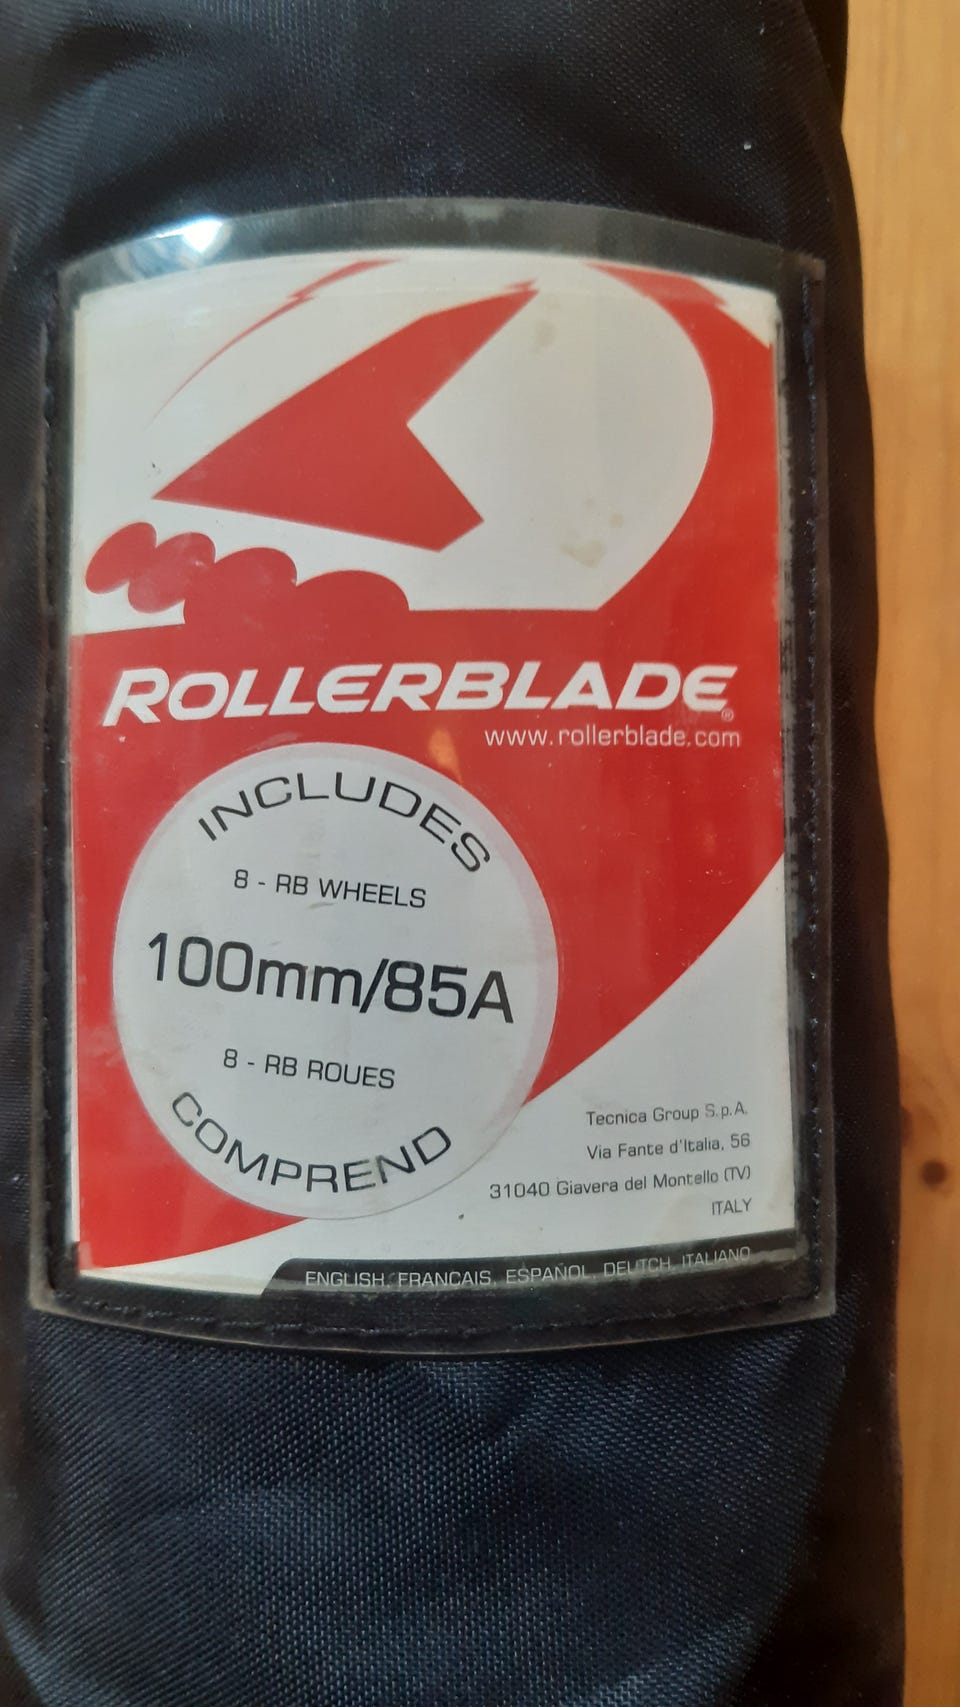 ROLLERBLADE®
www.rollerblade.com
INCLUDES
8 - RB WHEELS
100mm/85A
8 - RB ROUES
COMPREND
Tecnica Group S.p.A.
Via Fante d'Italia, 56
31040 Giavera del Montello (TV)
ITALY
ENGLISH, FRANCAIS, ESPAÑOL, DEUTCH, ITALIANO